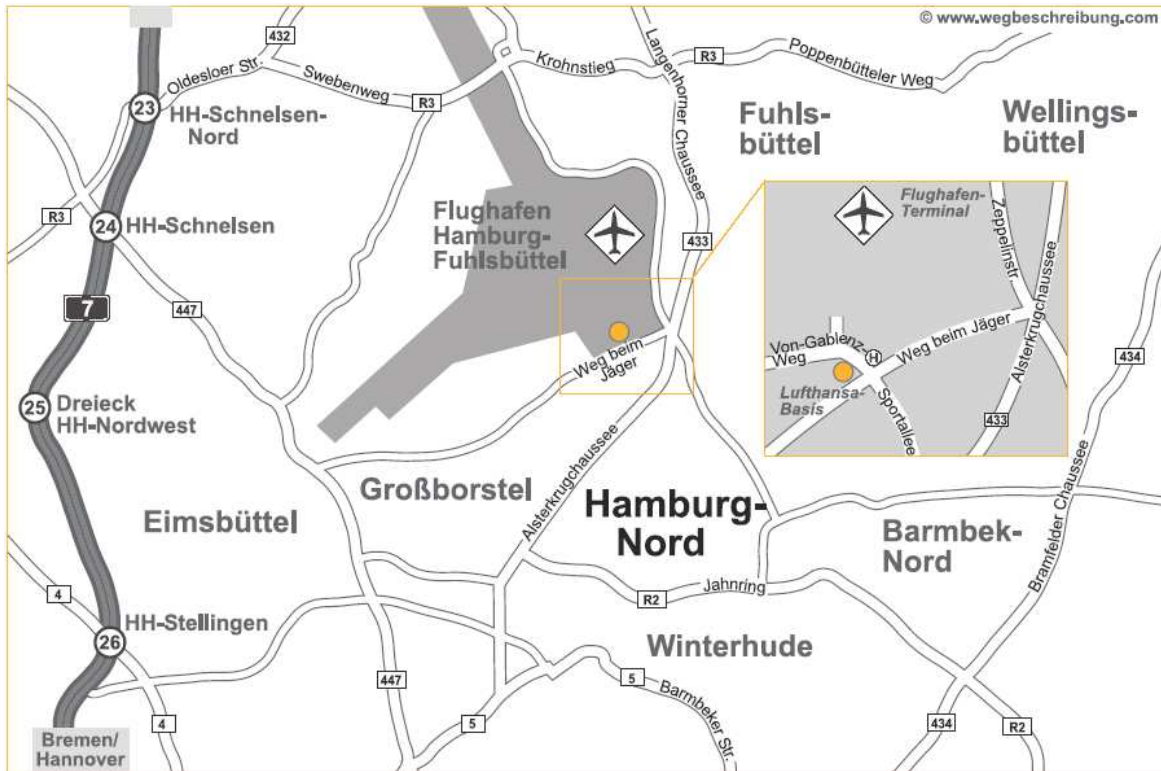 © www.wegbeschreibung.com
432
Oldesloer Str.
Swebenweg
R3
Krohnstieg
Langenhorner Chaussee
R3
Poppenbütteler Weg
23
HH-Schnelsen-
Nord
Fuhls-
büttel
Wellings-
büttel
R3
24
HH-Schnelsen
Flughafen
Hamburg-
Fuhlsbüttel
433
7
447
Weg beim
Jäger
Flughafen-
Terminal
Zeppelinstr
Alsterkrugchaussee
Von-Gablenz-
Weg
H
Weg beim Jäger
Lufthansa-
Basis
Sportallee
433
434
25
Dreieck
HH-Nordwest
Großborstel
Alsterkrugchaussee
Hamburg-
Nord
Eimsbüttel
Barmbek-
Nord
Bramfelder Chaussee
4
HH-Stellingen
26
R2
Jahnring
Winterhude
447
5
Barmbeker Str.
4
5
434
R2
Bremen/
Hannover